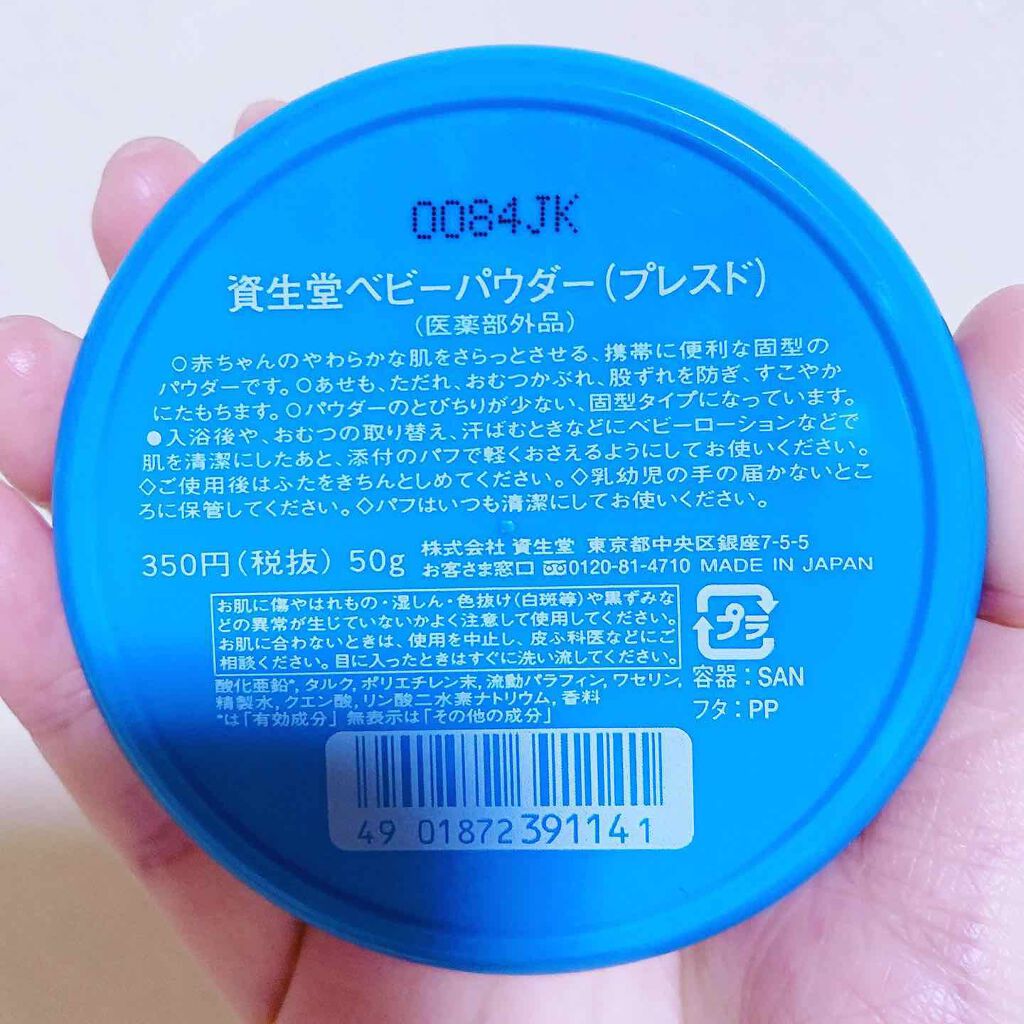 0084JK
資生堂ベビーパウダー(プレスド)
(医薬部外品)
○赤ちゃんのやわらかな肌をさらっとさせる、携帯に便利な固型の
パウダーです。○あせも、ただれ、おむつかぶれ、股ずれを防ぎ、すこやか
にたもちます。○パウダーのとびちりが少ない、固型タイプになっています。
●入浴後や、おむつの取り替え、汗ばむときなどにベビーローションなどで
肌を清潔にしたあと、添付のパフで軽くおさえるようにしてお使いください。
◇ご使用後はふたをきちんとしめてください。◇乳幼児の手の届かないとこ
ろに保管してください。◇パフはいつも清潔にしてお使いください。
350円(税抜) 50g 株式会社 資生堂 東京都中央区銀座7-5-5
お客さま窓口 0120-81-4710 MADE IN JAPAN
お肌に傷やはれもの・湿しん・色抜け(白斑等)や黒ずみな
どの異常が生じていないかよく注意して使用してください。
お肌に合わないときは、使用を中止し、皮ふ科医などにご
相談ください。目に入ったときはすぐに洗い流してください。
酸化亜鉛*, タルク, ポリエチレン末, 流動パラフィン, ワセリン,
精製水, クエン酸, リン酸二水素ナトリウム, 香料
*は「有効成分」 無表示は「その他の成分」
プラ
容器：SAN
フタ：PP
49 01872 391141